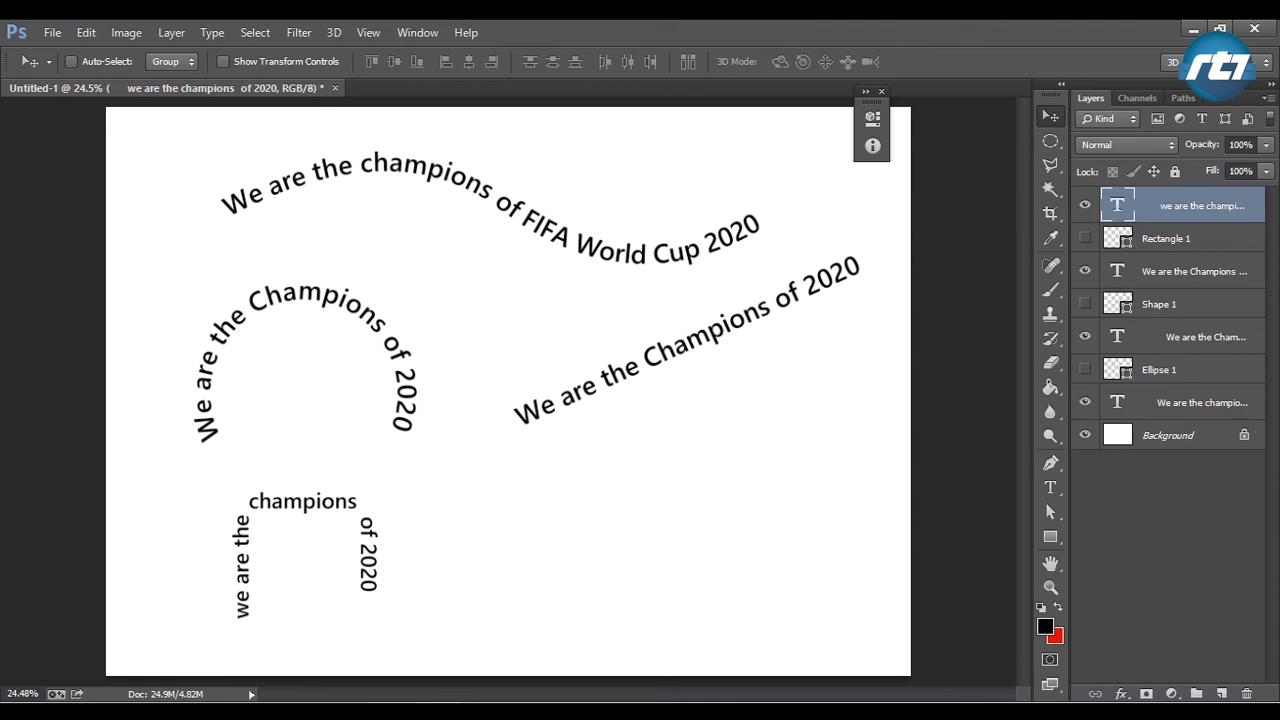 Ps File Edit Image Layer Type Select Filter 3D View Window Help
Auto-Select: Group Show Transform Controls 3D Mode: 3D
rti
Untitled-1 @ 24.5% ( we are the champions of 2020, RGB/8) * ×
Layers Channels Paths
Kind
Normal Opacity: 100%
Lock: Fill: 100%
we are the champi...
Rectangle 1
We are the Champions ...
Shape 1
We are the Cham...
Ellipse 1
We are the champio...
Background
We are the champions of FIFA World Cup 2020
We are the Champions of 2020
We are the Champions of 2020
we are the champions of 2020
24.48% Doc: 24.9M/4.82M